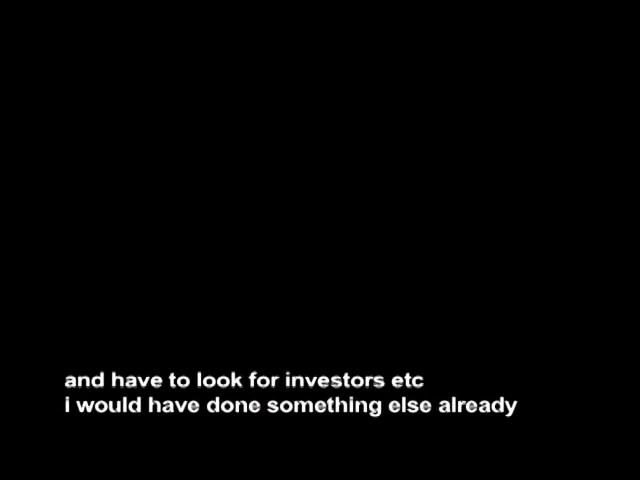 and have to look for investors etc
i would have done something else already